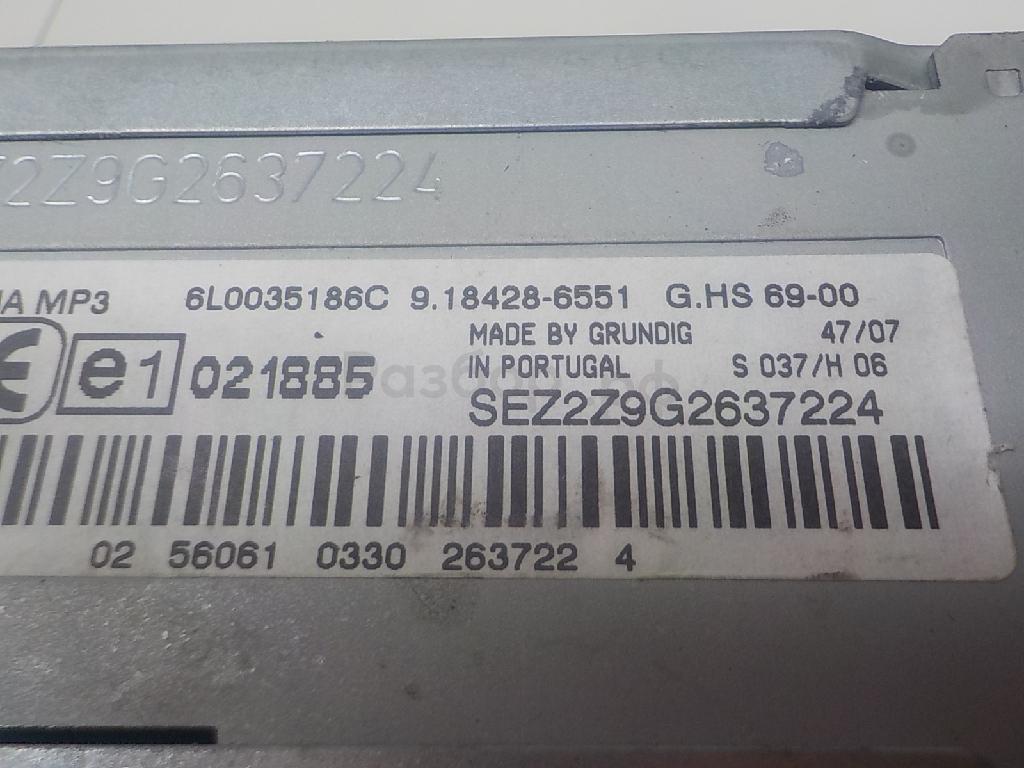 Z2Z9G2637224
MP3 6L0035186C 9.18428-6551 G.HS 69-00
MADE BY GRUNDIG 47/07
CE e1 021885 IN PORTUGAL S 037/H 06
SEZ2Z9G2637224
02 56061 0330 263722 4